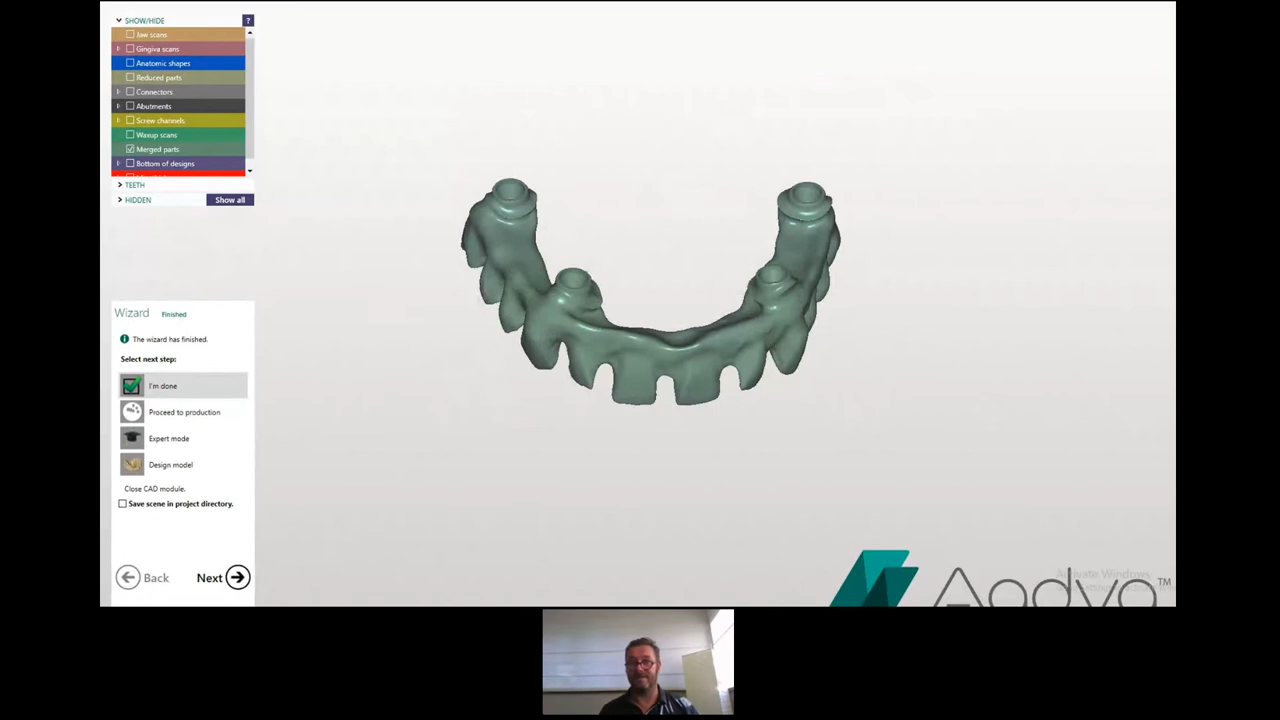 SHOW/HIDE ?
Jaw scans
Gingiva scans
Anatomic shapes
Reduced parts
Connectors
Abutments
Screw channels
Waxup scans
Merged parts
Bottom of designs
TEETH
HIDDEN Show all
Wizard Finished
The wizard has finished.
Select next step:
I'm done
Proceed to production
Expert mode
Design model
Close CAD module.
Save scene in project directory.
Back Next
Activate Windows
Aadva™